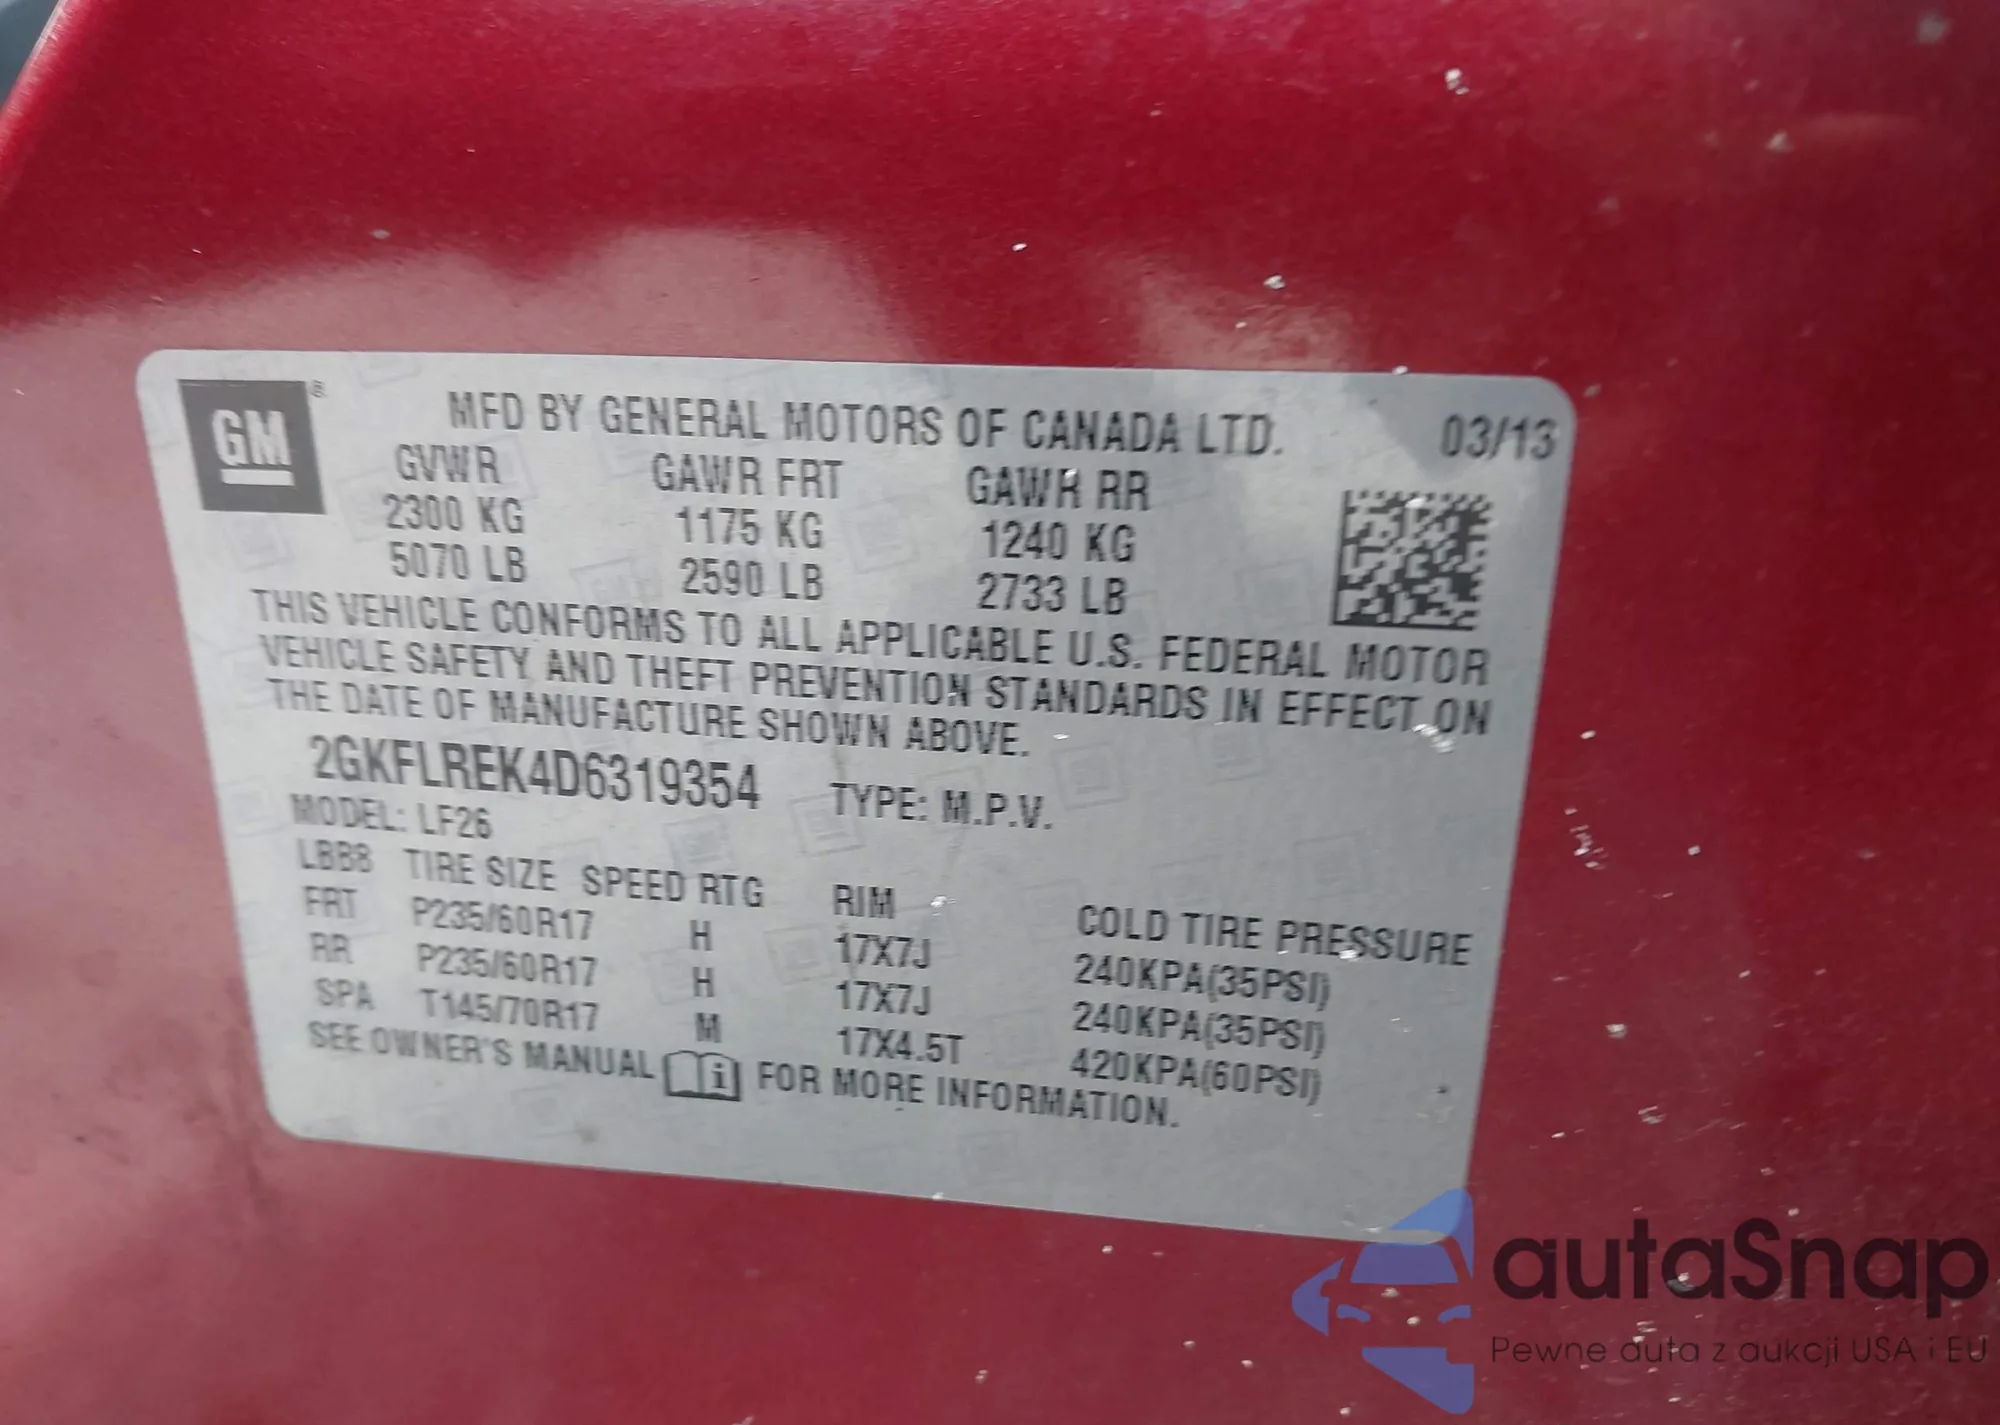 GM ®
MFD BY GENERAL MOTORS OF CANADA LTD. 03/13
GVWR GAWR FRT GAWR RR
2300 KG 1175 KG 1240 KG
5070 LB 2590 LB 2733 LB
THIS VEHICLE CONFORMS TO ALL APPLICABLE U.S. FEDERAL MOTOR
VEHICLE SAFETY AND THEFT PREVENTION STANDARDS IN EFFECT ON
THE DATE OF MANUFACTURE SHOWN ABOVE.
2GKFLREK4D6319354 TYPE: M.P.V.
MODEL: LF26
LBB8 TIRE SIZE SPEED RTG RIM COLD TIRE PRESSURE
FRT P235/60R17 H 17X7J 240KPA(35PSI)
RR P235/60R17 H 17X7J 240KPA(35PSI)
SPA T145/70R17 M 17X4.5T 420KPA(60PSI)
SEE OWNER'S MANUAL i FOR MORE INFORMATION.
autaSnap
Pewne auta z aukcji USA i EU